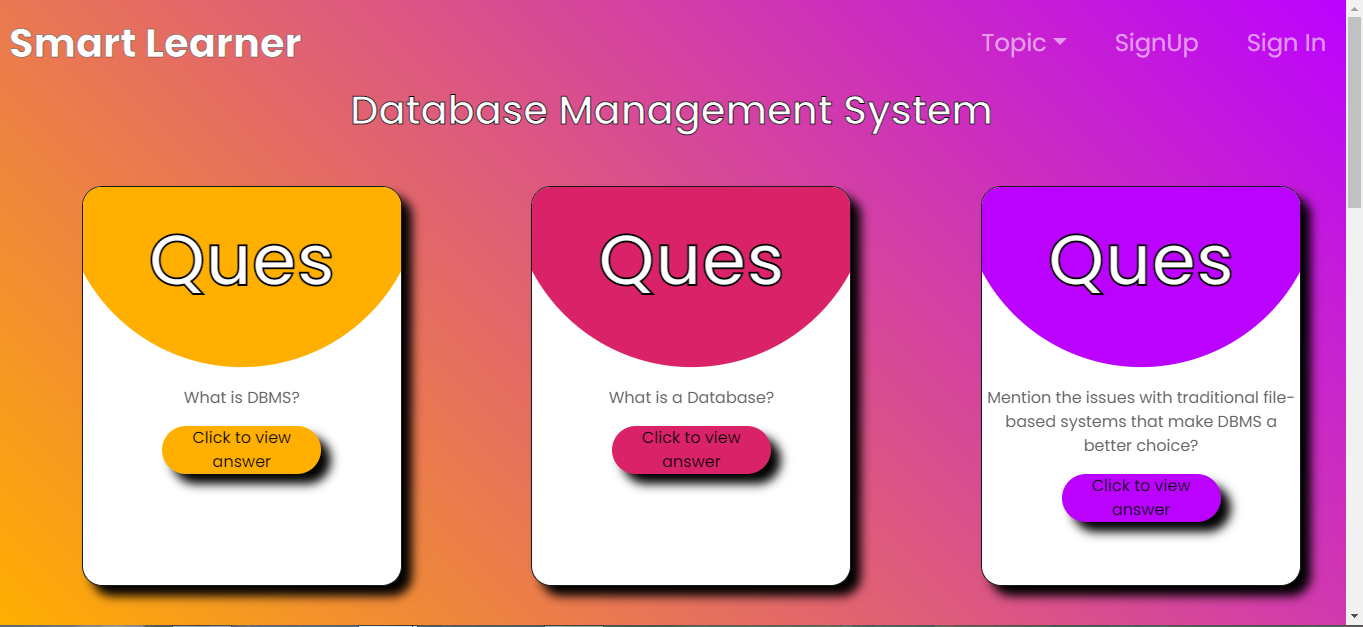 Smart Learner
Topic SignUp Sign In
Database Management System
Ques
What is DBMS?
Click to view
answer
Ques
What is a Database?
Click to view
answer
Ques
Mention the issues with traditional file-
based systems that make DBMS a
better choice?
Click to view
answer